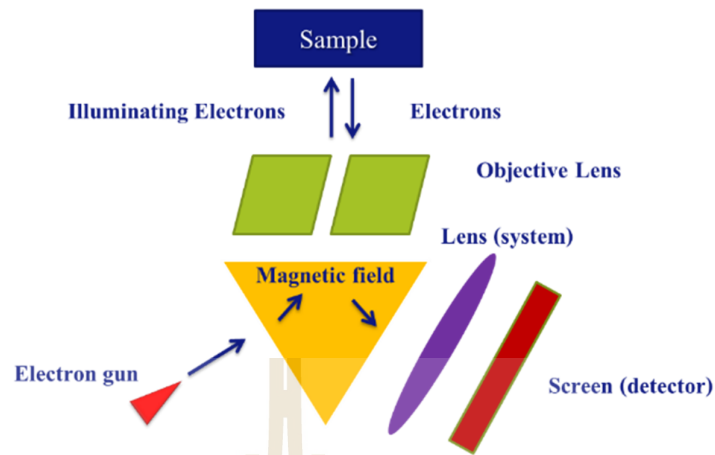 Sample
Illuminating Electrons
Electrons
Objective Lens
Lens (system)
Magnetic field
Electron gun
Screen (detector)